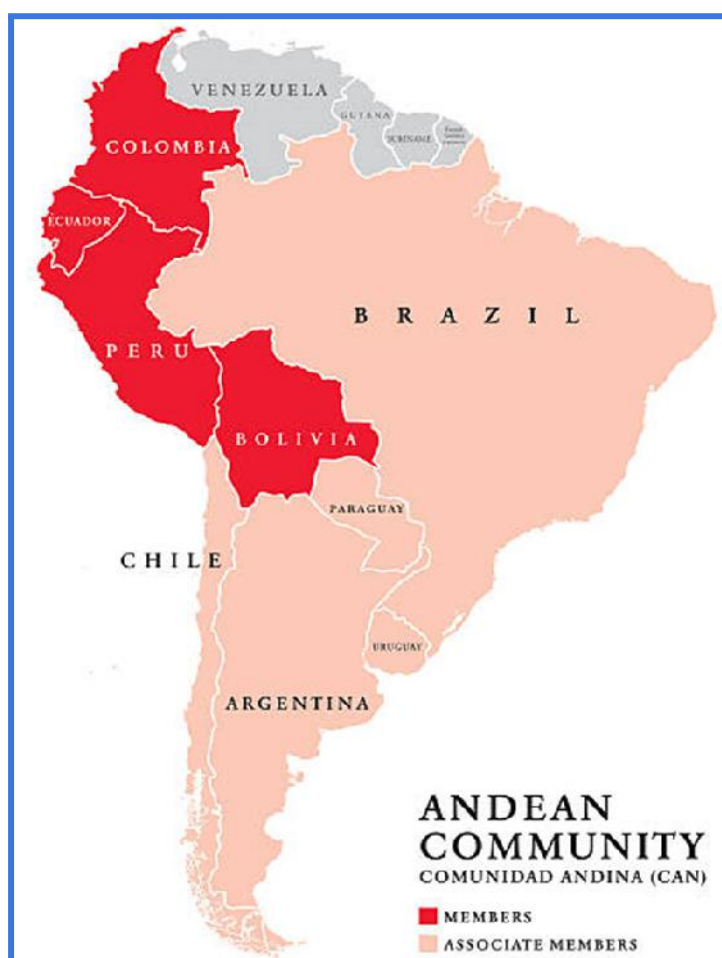 VENEZUELA
GUYANA
SURINAME
COLOMBIA
ECUADOR
BRAZIL
PERU
BOLIVIA
PARAGUAY
CHILE
URUGUAY
ARGENTINA
ANDEAN
COMMUNITY
COMUNIDAD ANDINA (CAN)
MEMBERS
ASSOCIATE MEMBERS